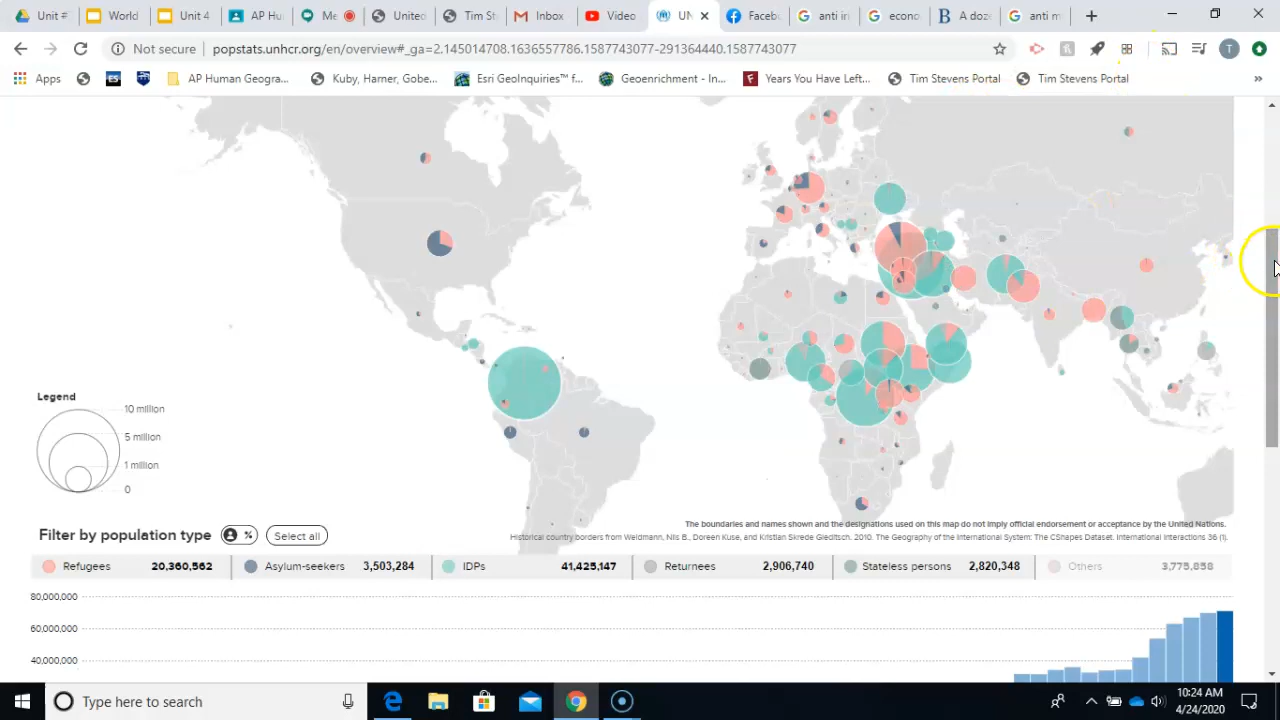 Unit #
World
Unit 4
AP Hu
Me
United
Tim St
Inbox
Video
UN
Faceb
anti in
econo
A doze
anti m
Not secure
popstats.unhcr.org/en/overview#_ga=2.145014708.1636557786.1587743077-291364440.1587743077
T
Apps
AP Human Geogra...
Kuby, Harner, Gobe...
Esri GeoInquiries™ f...
Geoenrichment - In...
Years You Have Left...
Tim Stevens Portal
Tim Stevens Portal
»
Legend
10 million
5 million
1 million
0
Filter by population type
%
Select all
The boundaries and names shown and the designations used on this map do not imply official endorsement or acceptance by the United Nations.
Historical country borders from Weidmann, Nils B., Doreen Kuse, and Kristian Skrede Gleditsch. 2010. The Geography of the International System: The CShapes Dataset. International Interactions 36 (1).
Refugees 20,360,562
Asylum-seekers 3,503,284
IDPs 41,425,147
Returnees 2,906,740
Stateless persons 2,820,348
Others 3,775,858
80,000,000
60,000,000
40,000,000
Type here to search
10:24 AM
4/24/2020